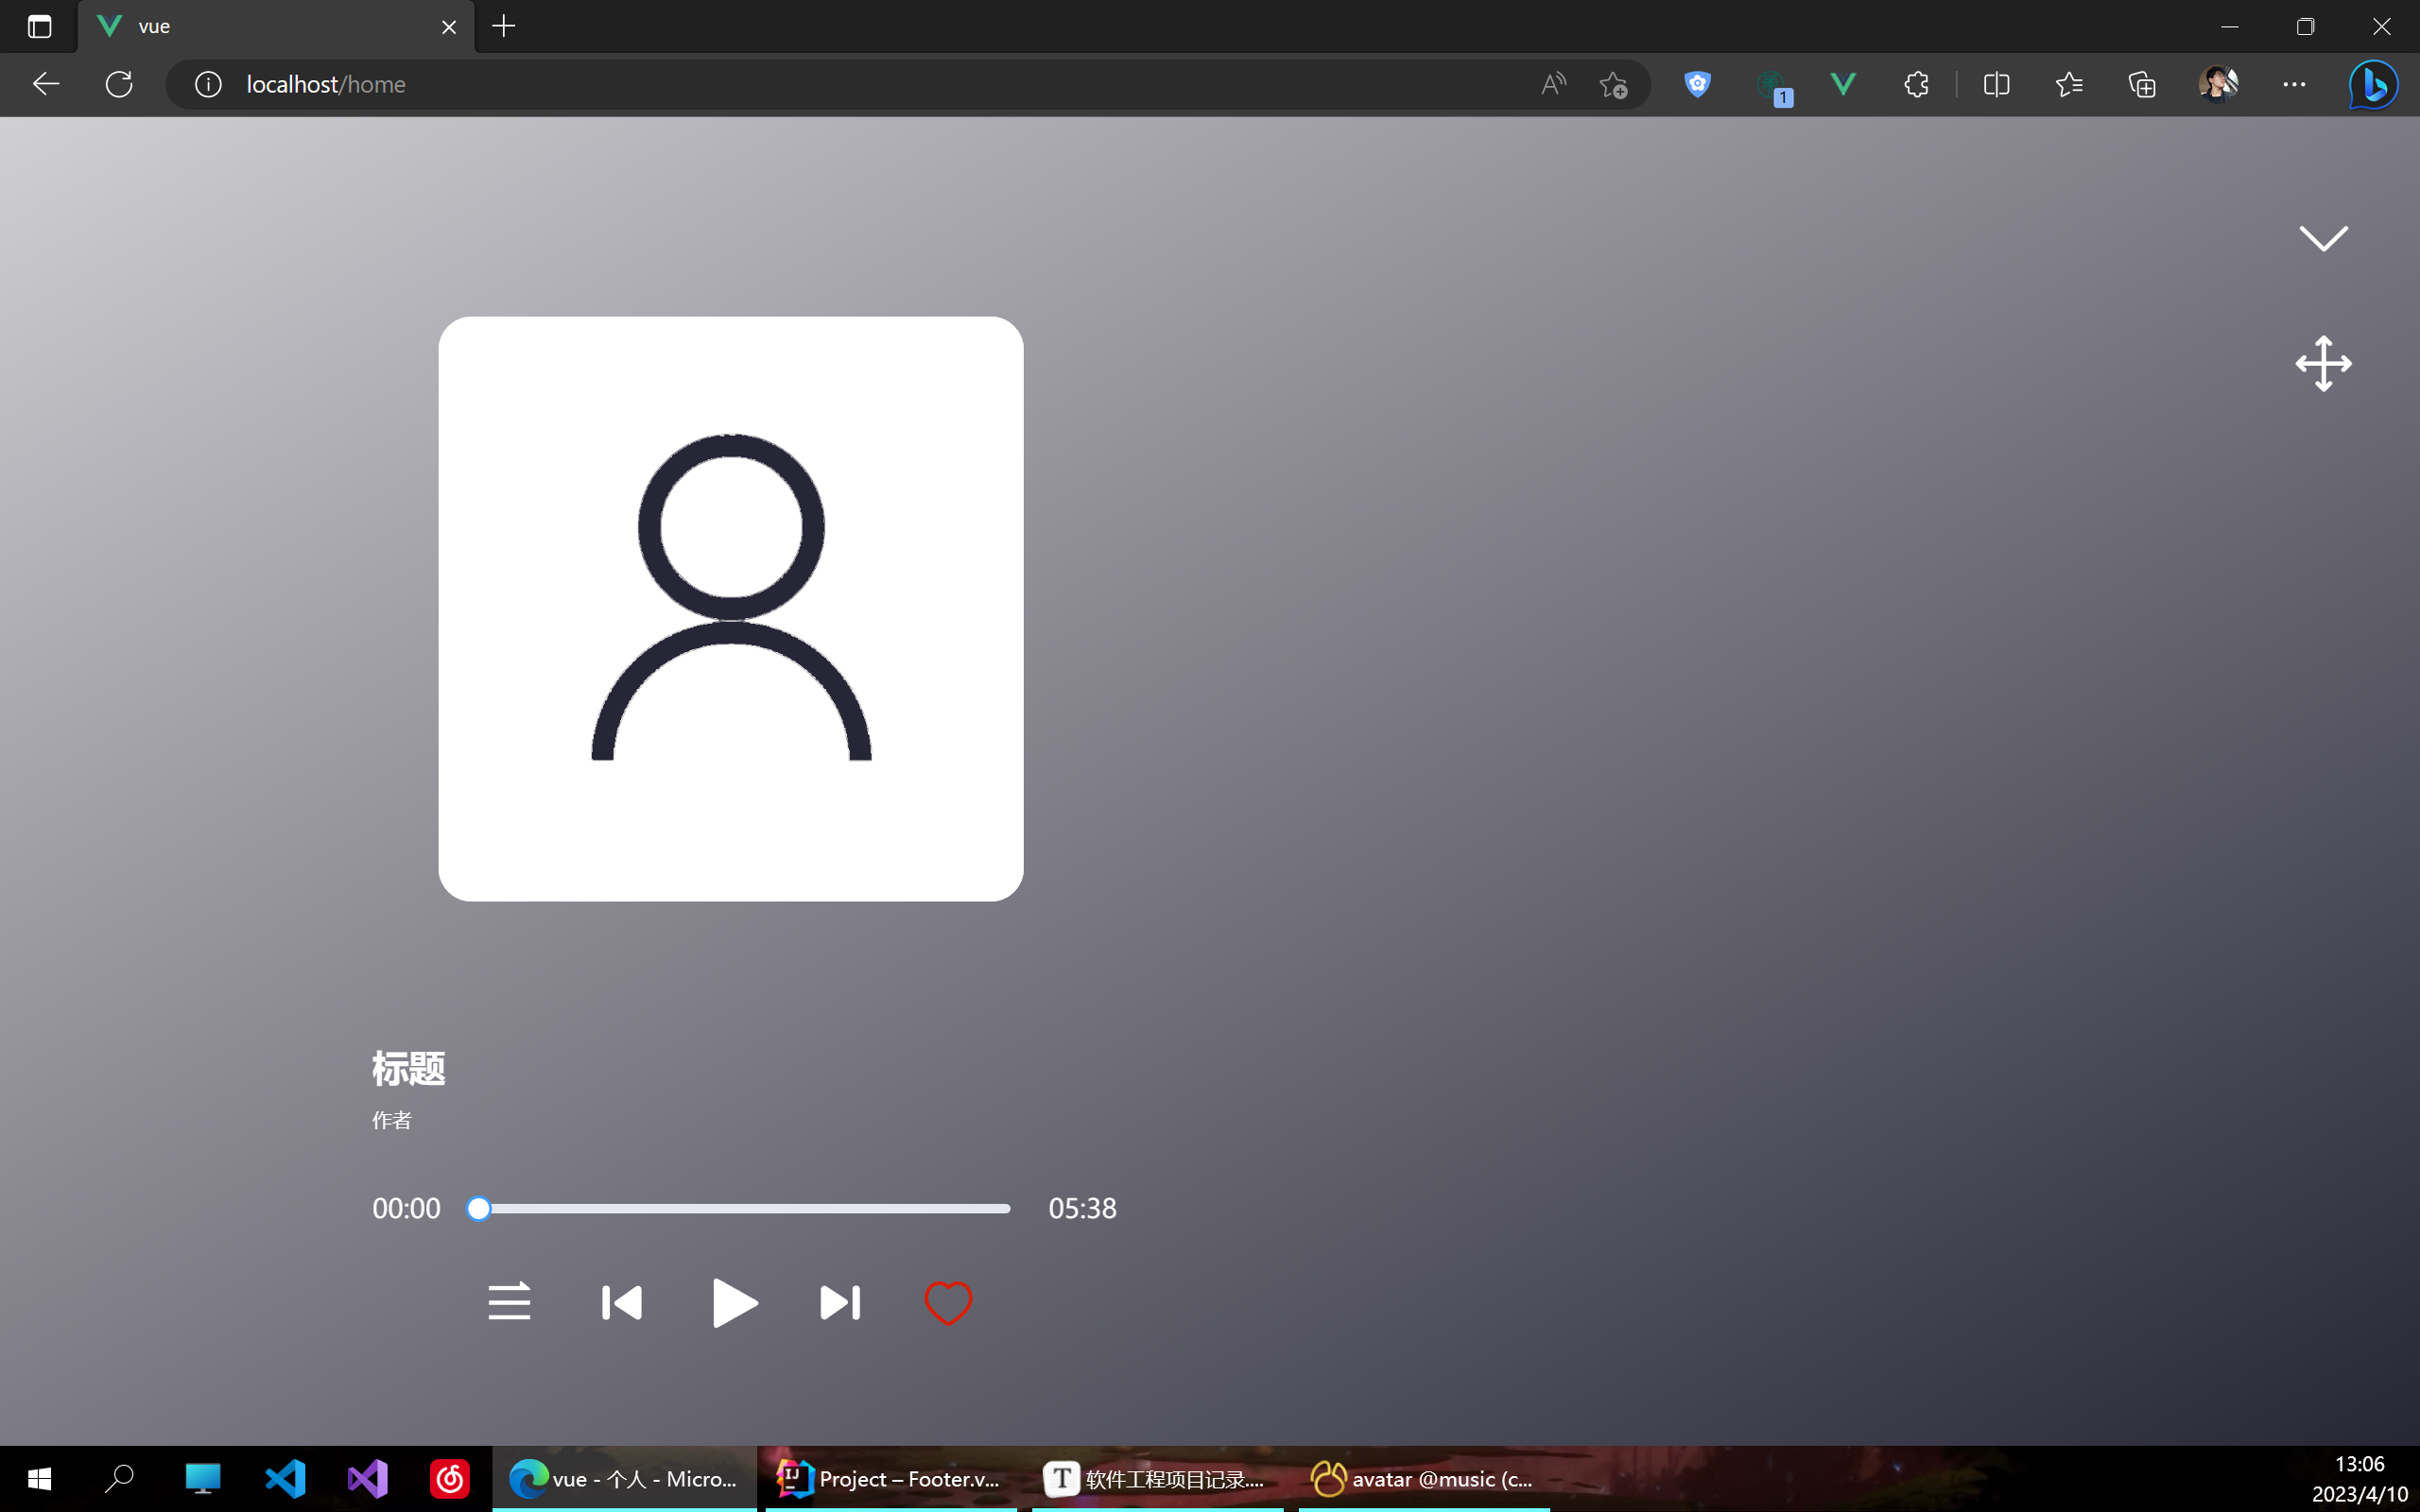 vue
localhost/home
A
1
标题
作者
00:00
05:38
vue - 个人 - Micro...
IJ
Project – Footer.v...
T
软件工程项目记录....
avatar @music (c...
13:06
2023/4/10